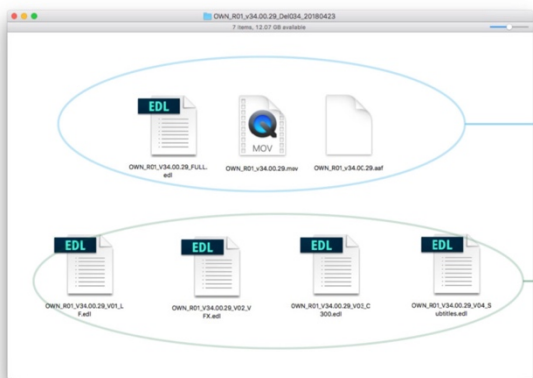 OWN_R01_v34.00.29_Del034_20180423
7 items, 12.07 GB available
EDL
MOV
OWN_R01_V34.00.29_FULL.
edl
OWN_R01_v34.00.29.mov
OWN_R01_v34.0C.29.aaf
EDL
EDL
EDL
EDL
OWN_R01_V34.00.29_V01_L
F.edl
OWN_R01_V34.00.29_V02_V
FX.edl
OWN_R01_V34.00.29_V03_C
300.edl
OWN_R01_V34.00.29_V04_S
ubtitles.edl